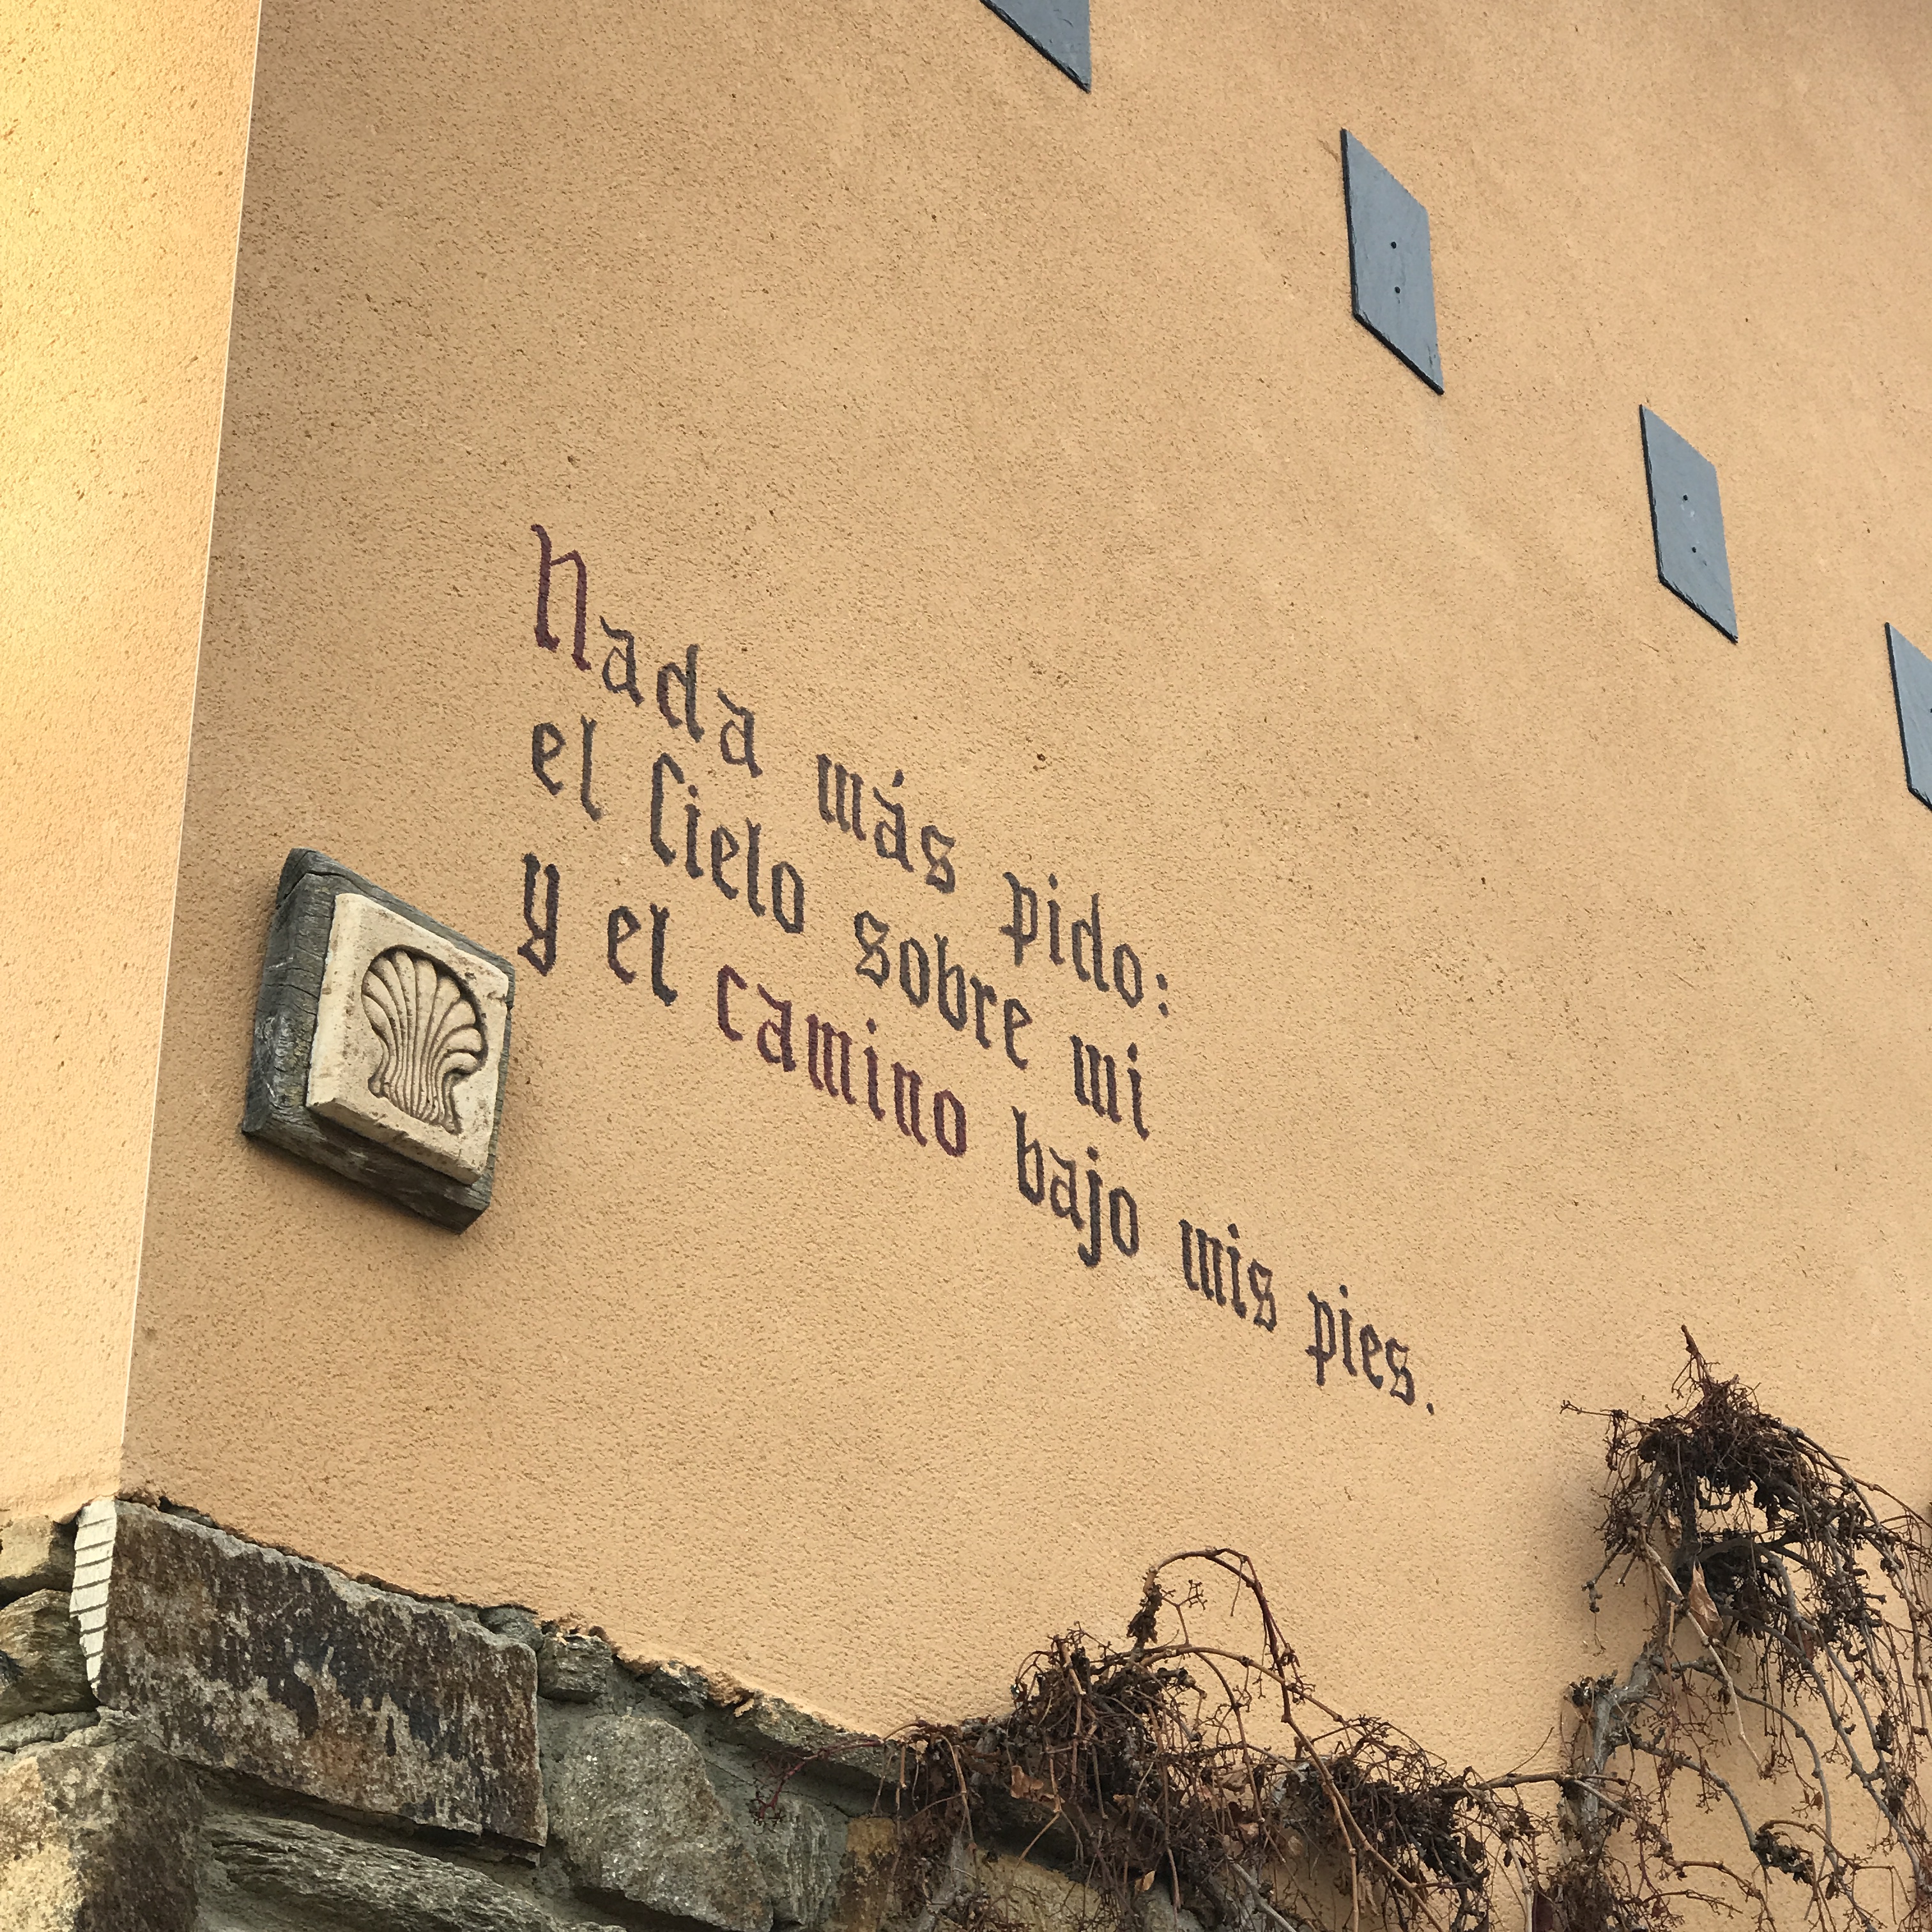 Nada más pido:
el Cielo sobre mi
y el camino bajo mis pies.